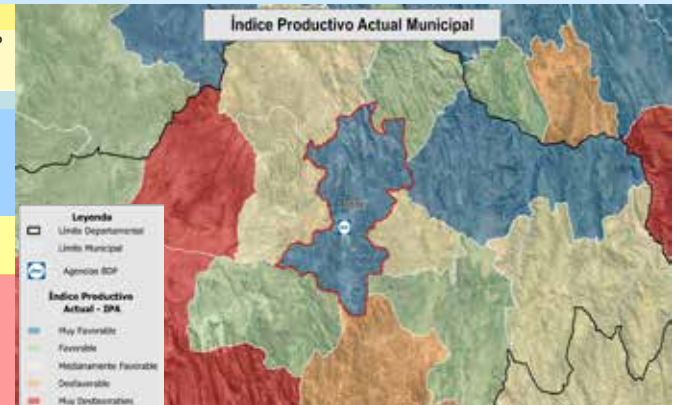 Índice Productivo Actual Municipal
Leyenda
Límite Departamental
Límite Municipal
Agencias BDP
Índice Productivo
Actual - IPA
Muy Favorable
Favorable
Medianamente Favorable
Desfavorable
Muy Desfavorable